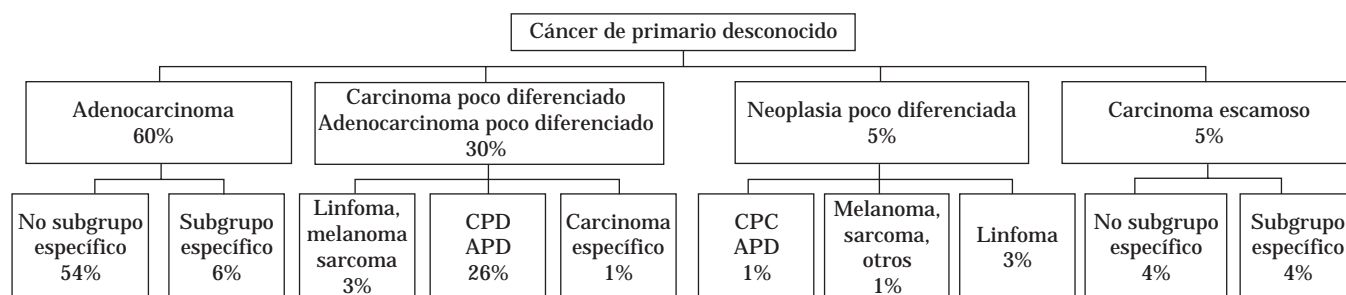 Cáncer de primario desconocido
Adenocarcinoma
60%
Carcinoma poco diferenciado
Adenocarcinoma poco diferenciado
30%
Neoplasia poco diferenciada
5%
Carcinoma escamoso
5%
No subgrupo
específico
54%
Subgrupo
específico
6%
Linfoma,
melanoma
sarcoma
3%
CPD
APD
26%
Carcinoma
específico
1%
CPC
APD
1%
Melanoma,
sarcoma,
otros
1%
Linfoma
3%
No subgrupo
específico
4%
Subgrupo
específico
4%